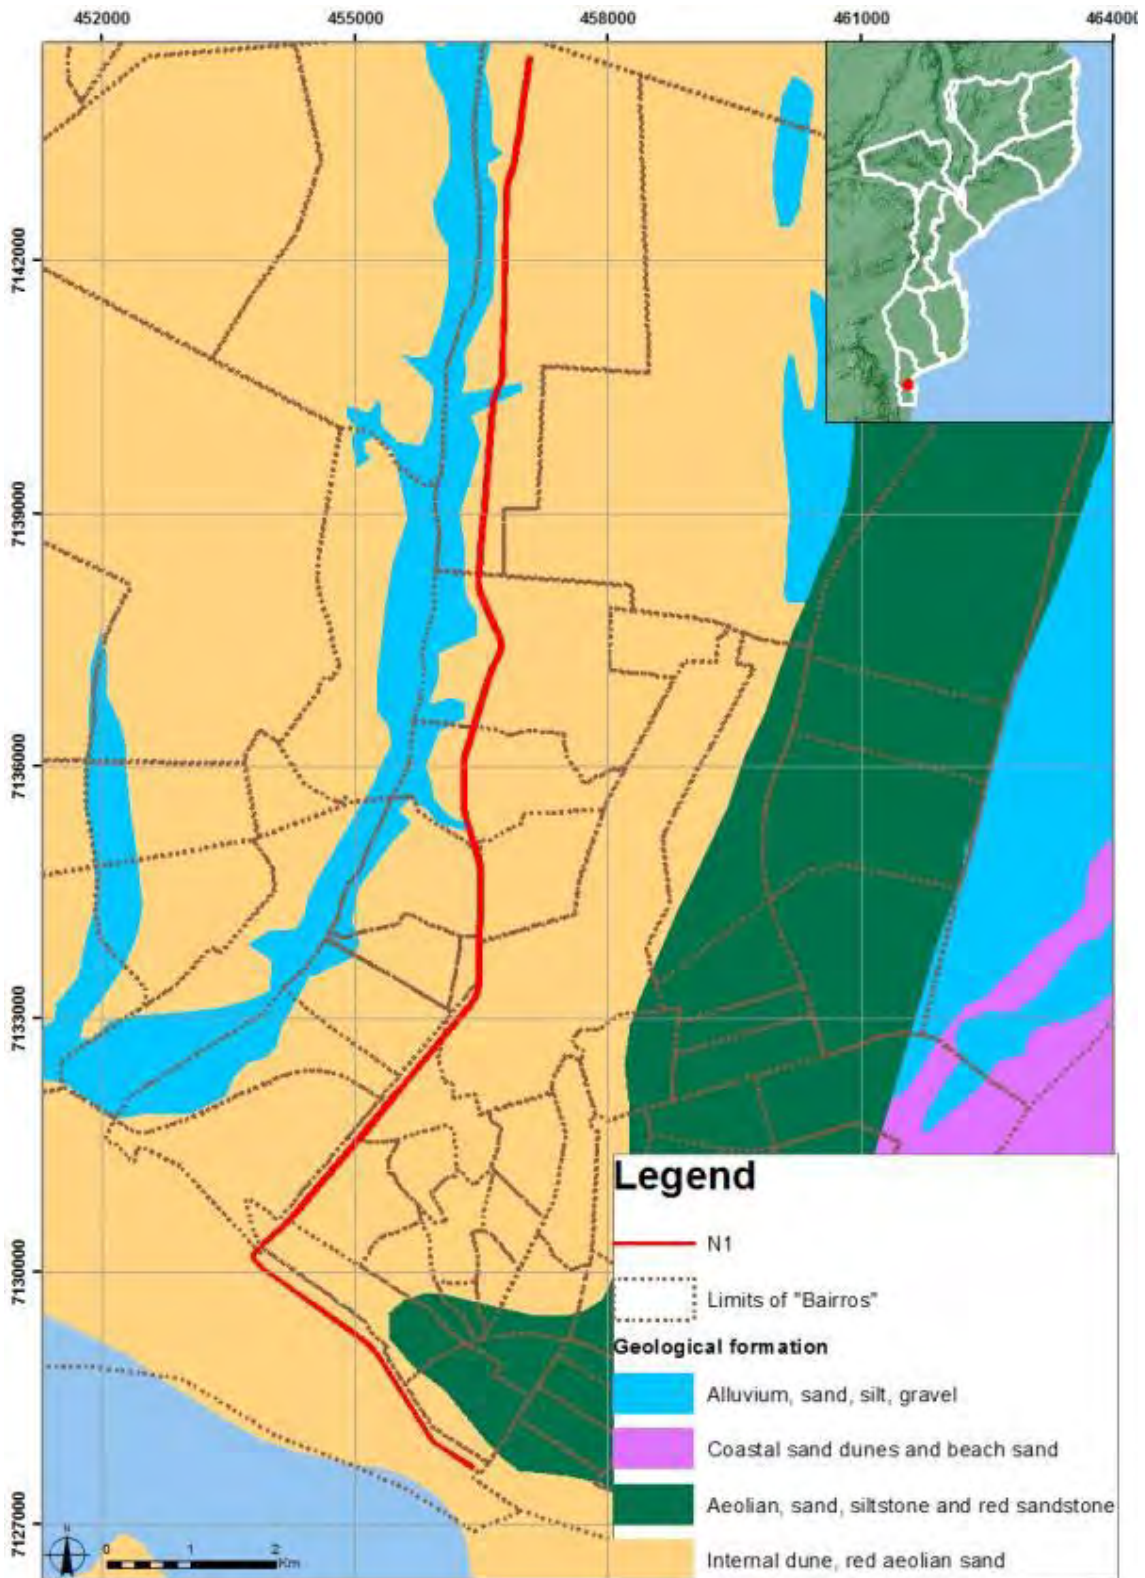 452000 455000 458000 461000 464000
7142000
7139000
7136000
7133000
7130000
7127000
Legend
N1
Limits of "Bairros"
Geological formation
Alluvium, sand, silt, gravel
Coastal sand dunes and beach sand
Aeolian, sand, siltstone and red sandstone
Internal dune, red aeolian sand
N
0 1 2
Km